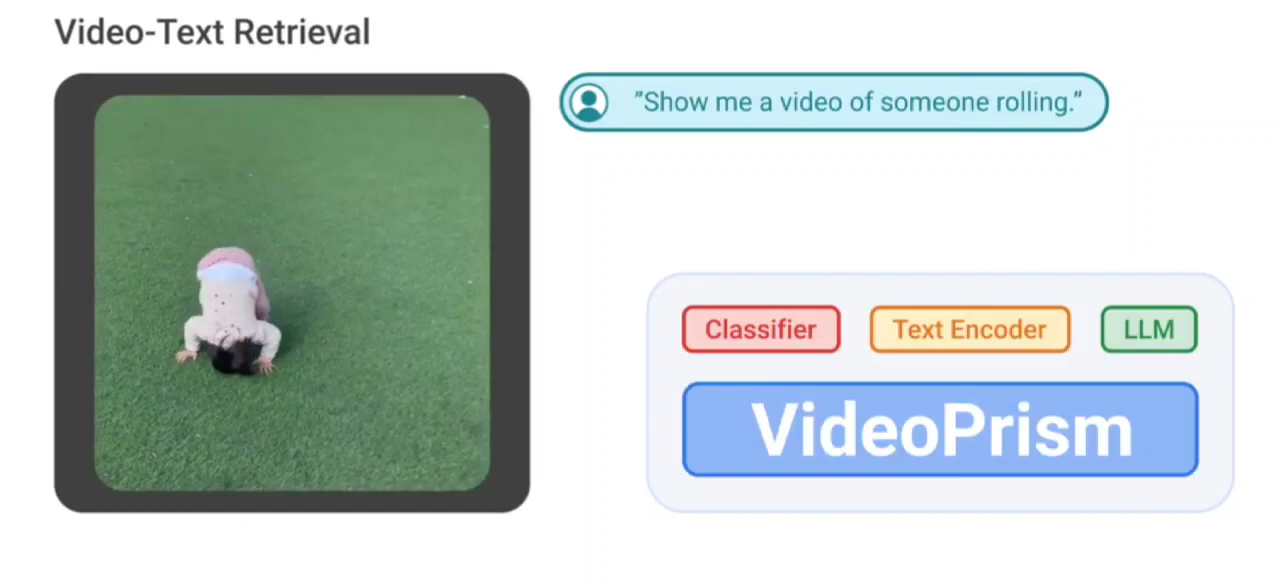 Video-Text Retrieval
"Show me a video of someone rolling."
Classifier
Text Encoder
LLM
VideoPrism